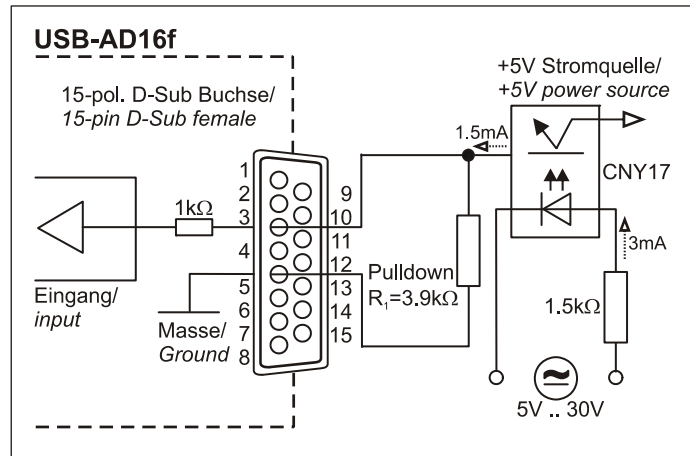 USB-AD16f
15-pol. D-Sub Buchse/
15-pin D-Sub female
+5V Stromquelle/
+5V power source
1.5mA
CNY17
1
2
3
4
5
6
7
8
9
10
11
12
13
14
15
1kΩ
Eingang/
input
Masse/
Ground
Pulldown
R1=3.9kΩ
3mA
1.5kΩ
5V .. 30V